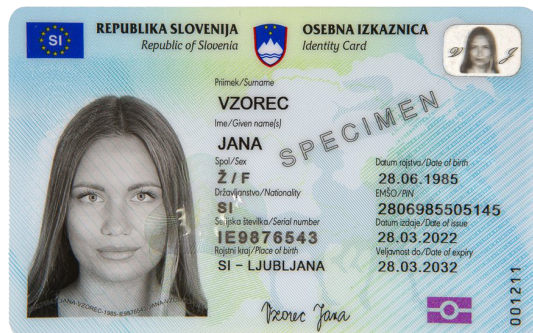 SI
REPUBLIKA SLOVENIJA
Republic of Slovenia
OSEBNA IZKAZNICA
Identity Card
Priimek/Surname
VZOREC
Ime/Given name(s)
JANA
SPECIMEN
Spol/Sex
Ž / F
Datum rojstva/Date of birth
28.06.1985
Državljanstvo/Nationality
SI
EMŠO/PIN
2806985505145
Serijska številka/Serial number
IE9876543
Datum izdaje/Date of issue
28.03.2022
Rojstni kraj/Place of birth
SI – LJUBLJANA
Veljavnost do/Date of expiry
28.03.2032
Vzorec Jana
001211